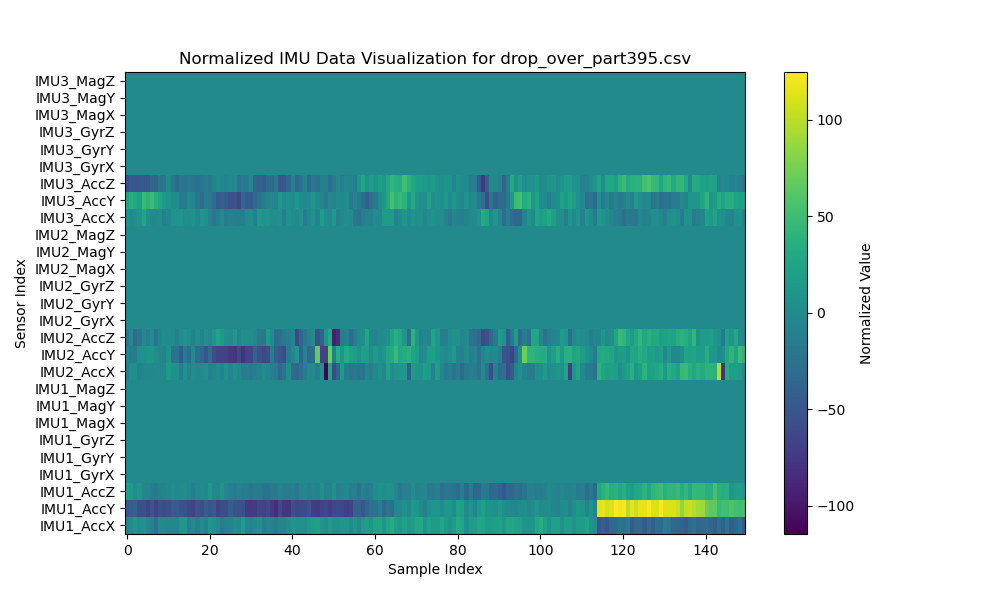 Normalized IMU Data Visualization for drop_over_part395.csv
IMU3_MagZ
IMU3_MagY
IMU3_MagX
IMU3_GyrZ
IMU3_GyrY
IMU3_GyrX
IMU3_AccZ
IMU3_AccY
IMU3_AccX
IMU2_MagZ
IMU2_MagY
IMU2_MagX
IMU2_GyrZ
IMU2_GyrY
IMU2_GyrX
IMU2_AccZ
IMU2_AccY
IMU2_AccX
IMU1_MagZ
IMU1_MagY
IMU1_MagX
IMU1_GyrZ
IMU1_GyrY
IMU1_GyrX
IMU1_AccZ
IMU1_AccY
IMU1_AccX
Sensor Index
0 20 40 60 80 100 120 140
Sample Index
100
50
0
−50
−100
Normalized Value